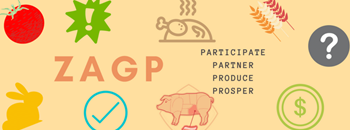 ZAGP
PARTICIPATE
PARTNER
PRODUCE
PROSPER
?
$
!